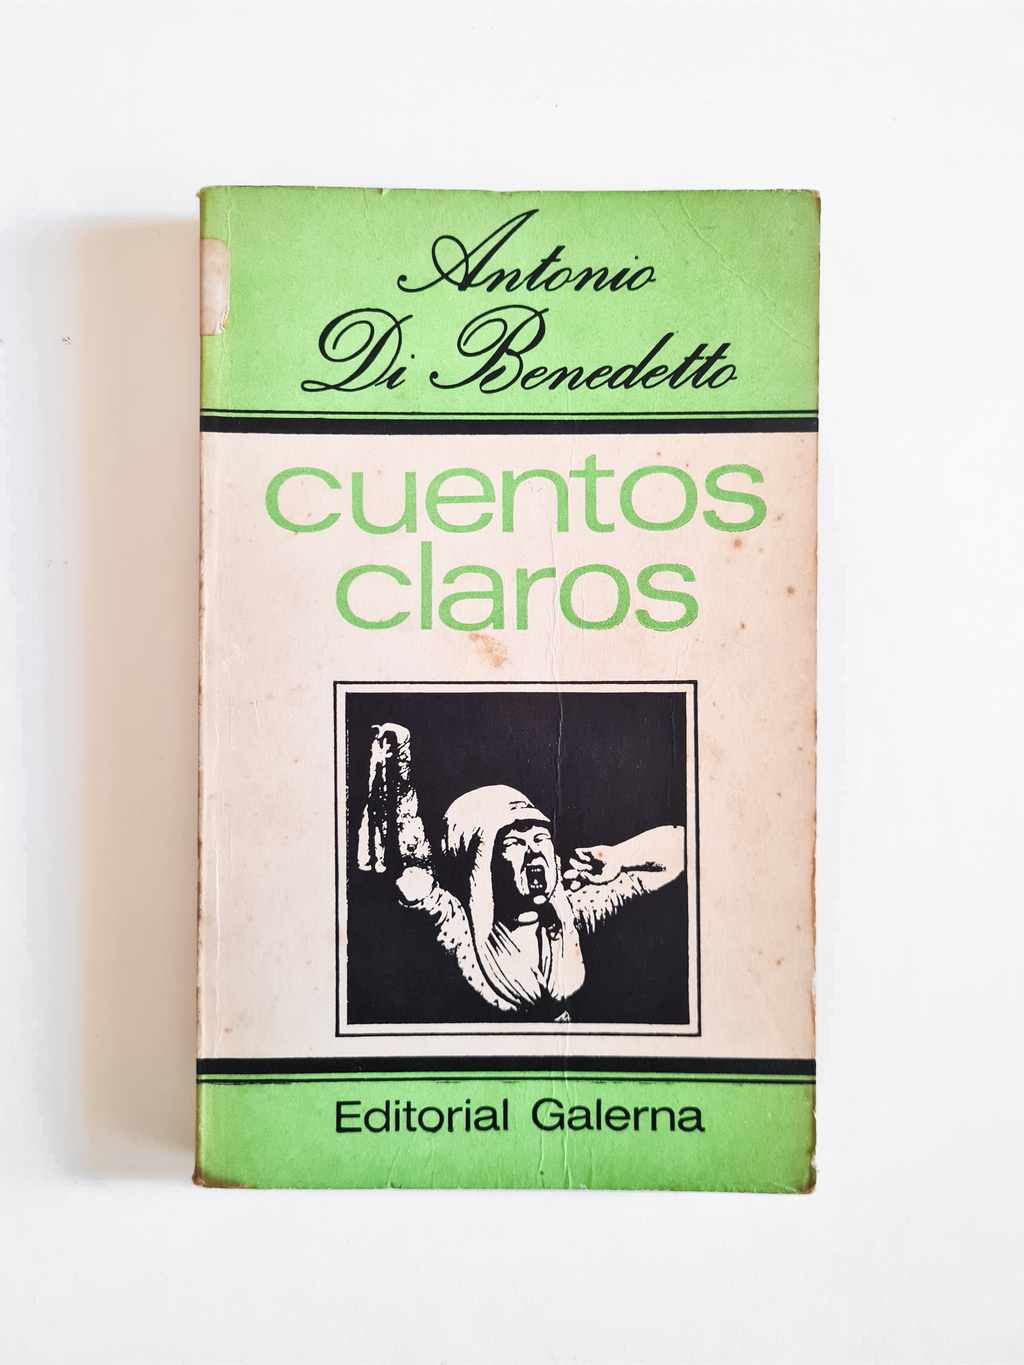 Antonio
Di Benedetto
cuentos
claros
Editorial Galerna